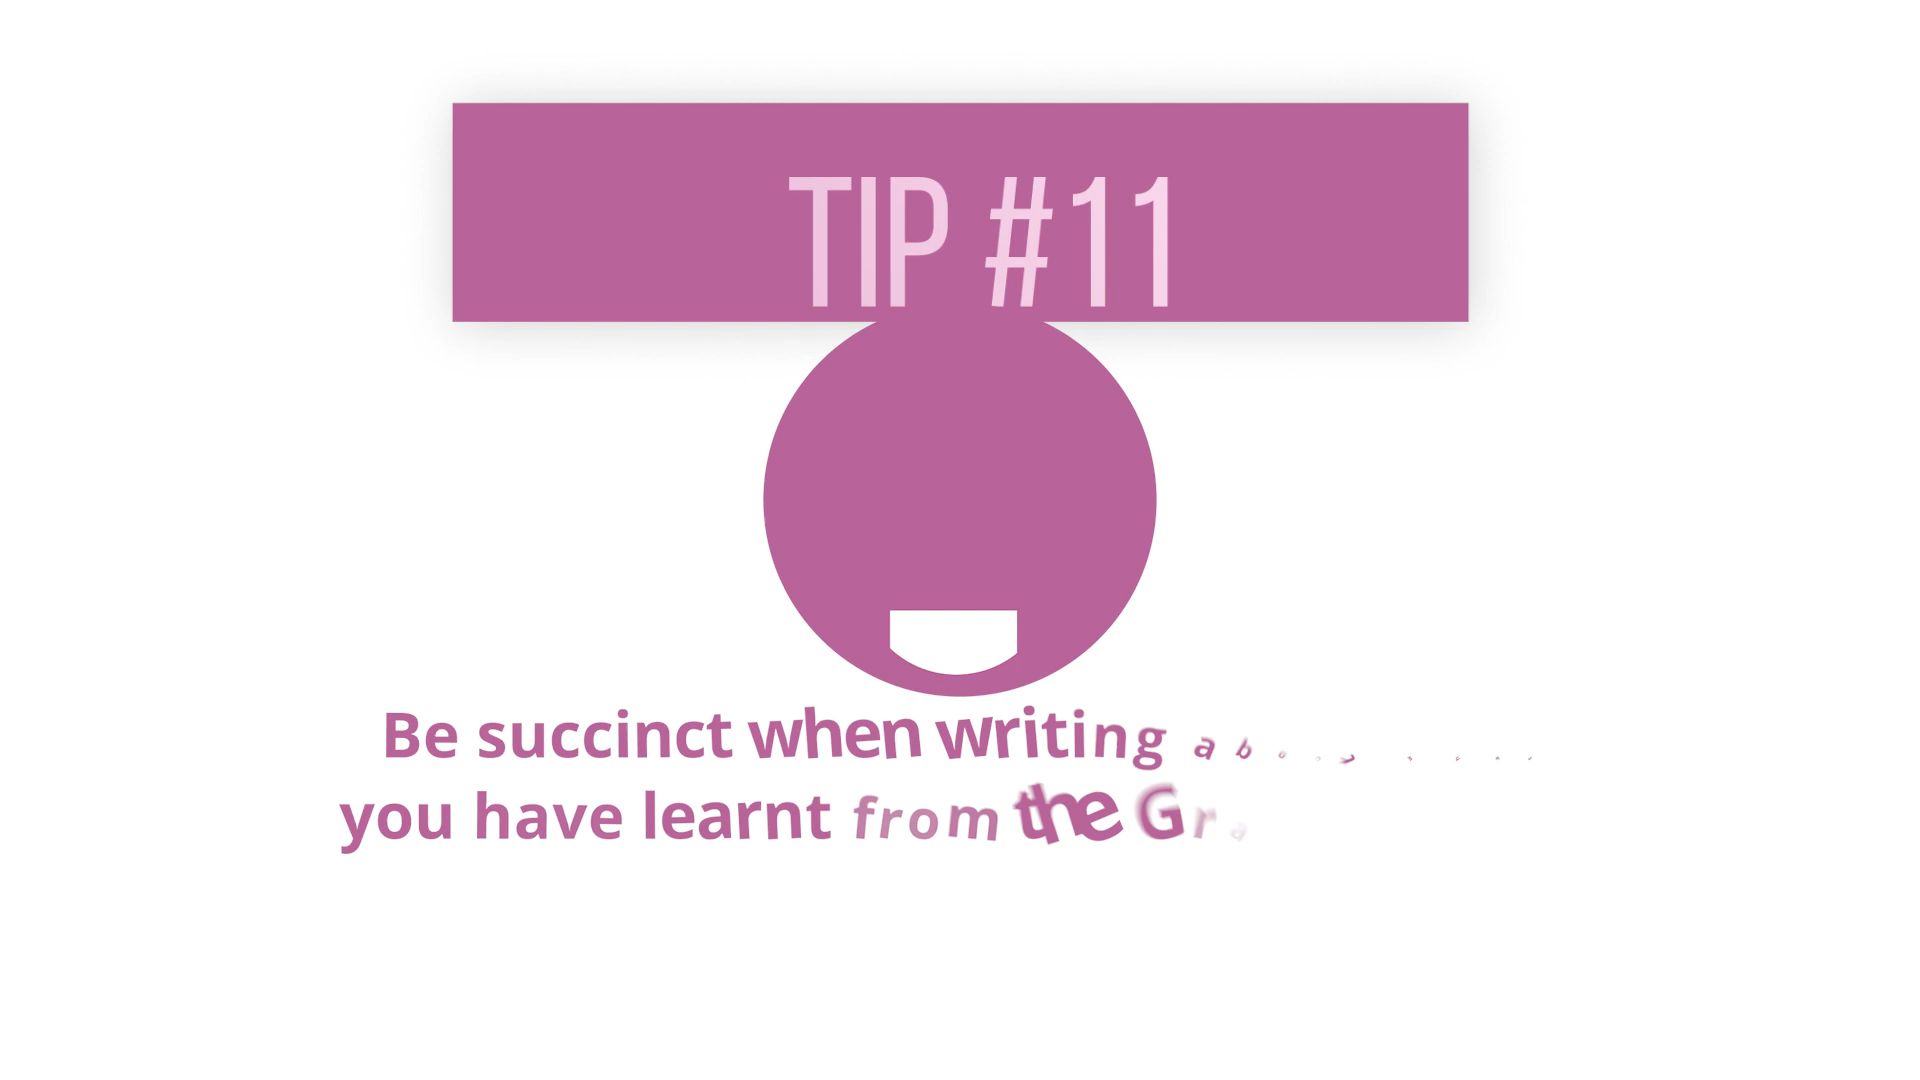 TIP #11
Be succinct when writing
you have learnt from the